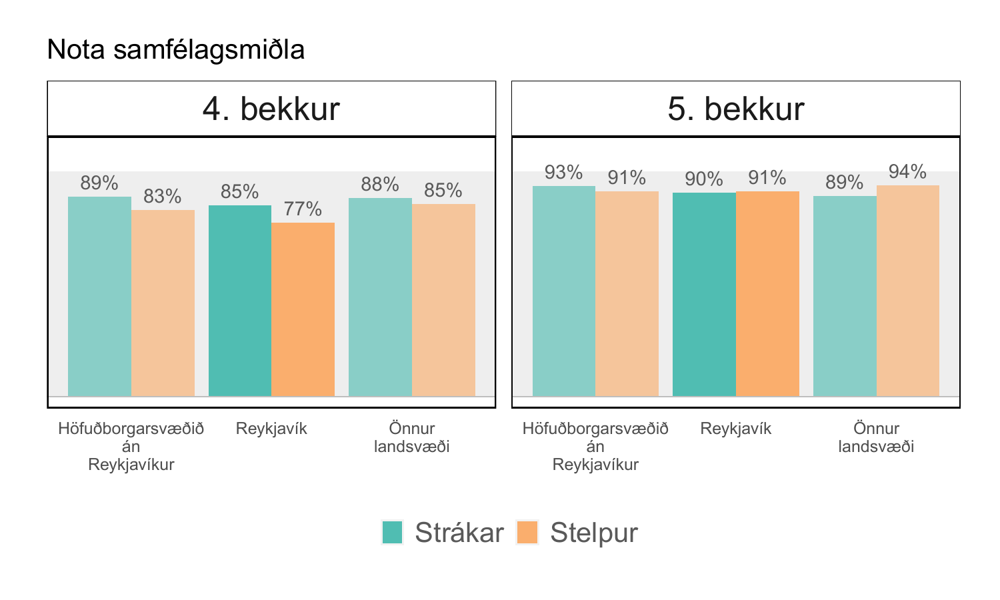 Nota samfélagsmiðla
4. bekkur
89%
83%
85%
77%
88%
85%
Höfuðborgarsvæðið
án
Reykjavíkur
Reykjavík
Önnur
landsvæði
5. bekkur
93%
91%
90%
91%
89%
94%
Höfuðborgarsvæðið
án
Reykjavíkur
Reykjavík
Önnur
landsvæði
Strákar
Stelpur